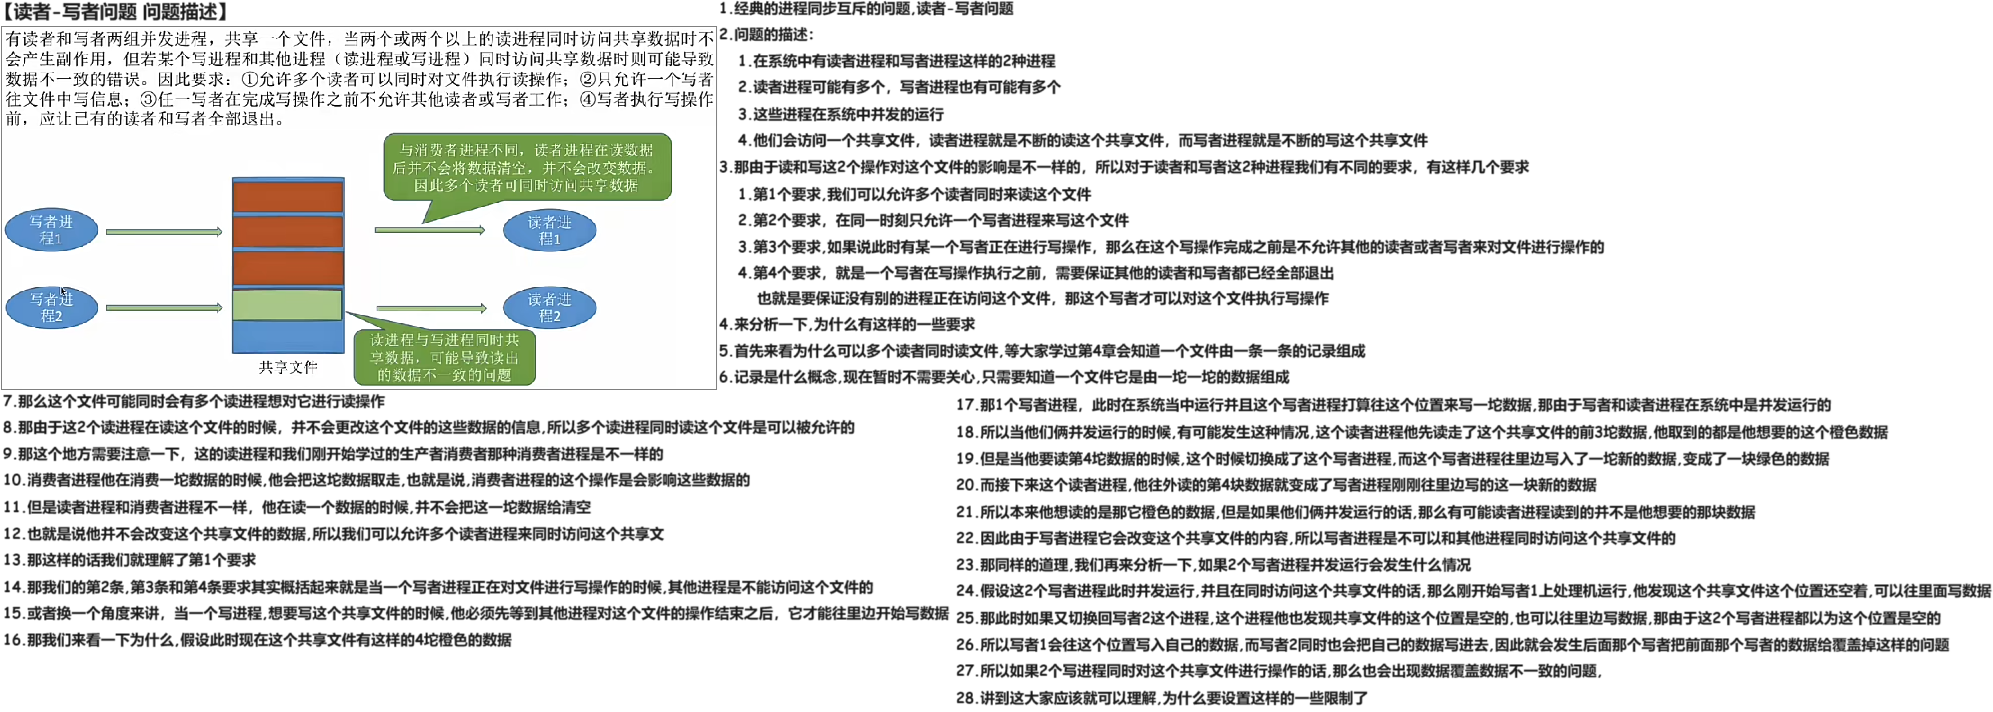 【读者-写者问题 问题描述】
有读者和写者两组并发进程，共享一个文件，当两个或两个以上的读进程同时访问共享数据时不
会产生副作用，但若某个写进程和其他进程（读进程或写进程）同时访问共享数据时则可能导致
数据不一致的错误。因此要求：①允许多个读者可以同时对文件执行读操作；②只允许一个写者
往文件中写信息；③任一写者在完成写操作之前不允许其他读者或写者工作；④写者执行写操作
前，应让已有的读者和写者全部退出。
与消费者进程不同，读者进程在读数据
后并不会将数据清空，并不会改变数据。
因此多个读者可同时访问共享数据
写者进
程1
读者进
程1
写者进
程2
读者进
程2
读进程与写进程同时共
享数据，可能导致读出
的数据不一致的问题
共享文件
1.经典的进程同步互斥的问题,读者-写者问题
2.问题的描述：
1.在系统中有读者进程和写者进程这样的2种进程
2.读者进程可能有多个，写者进程也有可能有多个
3.这些进程在系统中并发的运行
4.他们会访问一个共享文件，读者进程就是不断的读这个共享文件，而写者进程就是不断的写这个共享文件
3.那由于读和写这2个操作对这个文件的影响是不一样的，所以对于读者和写者这2种进程我们有不同的要求，有这样几个要求
1.第1个要求,我们可以允许多个读者同时来读这个文件
2.第2个要求，在同一时刻只允许一个写者进程来写这个文件
3.第3个要求,如果说此时有某一个写者正在进行写操作，那么在这个写操作完成之前是不允许其他的读者或者写者来对文件进行操作的
4.第4个要求，就是一个写者在写操作执行之前，需要保证其他的读者和写者都已经全部退出
也就是要保证没有别的进程正在访问这个文件，那这个写者才可以对这个文件执行写操作
4.来分析一下,为什么有这样的一些要求
5.首先来看为什么可以多个读者同时读文件,等大家学过第4章会知道一个文件由一条一条的记录组成
6.记录是什么概念,现在暂时不需要关心,只需要知道一个文件它是由一坨一坨的数据组成
7.那么这个文件可能同时会有多个读进程想对它进行读操作
8.那由于这2个读进程在读这个文件的时候，并不会更改这个文件的这些数据的信息,所以多个读进程同时读这个文件是可以被允许的
9.那这个地方需要注意一下，这的读进程和我们刚开始学过的生产者消费者那种消费者进程是不一样的
10.消费者进程他在消费一坨数据的时候,他会把这坨数据取走,也就是说,消费者进程的这个操作是会影响这些数据的
11.但是读者进程和消费者进程不一样，他在读一个数据的时候,并不会把这一坨数据给清空
12.也就是说他并不会改变这个共享文件的数据,所以我们可以允许多个读者进程来同时访问这个共享文
13.那这样的话我们就理解了第1个要求
14.那我们的第2条,第3条和第4条要求其实概括起来就是当一个写者进程正在对文件进行写操作的时候,其他进程是不能访问这个文件的
15.或者换一个角度来讲，当一个写进程,想要写这个共享文件的时候,他必须先等到其他进程对这个文件的操作结束之后，它才能往里边开始写数据
16.那我们来看一下为什么,假设此时现在这个共享文件有这样的4坨橙色的数据
17.那1个写者进程，此时在系统当中运行并且这个写者进程打算往这个位置来写一坨数据,那由于写者和读者进程在系统中是并发运行的
18.所以当他们俩并发运行的时候,有可能发生这种情况,这个读者进程他先读走了这个共享文件的前3坨数据,他取到的都是他想要的这个橙色数据
19.但是当他要读第4坨数据的时候,这个时候切换成了这个写者进程,而这个写者进程往里边写入了一坨新的数据,变成了一块绿色的数据
20.而接下来这个读者进程,他往外读的第4块数据就变成了写者进程刚刚往里边写的这一块新的数据
21.所以本来他想读的是那它橙色的数据,但是如果他们俩并发运行的话,那么有可能读者进程读到的并不是他想要的那块数据
22.因此由于写者进程它会改变这个共享文件的内容,所以写者进程是不可以和其他进程同时访问这个共享文件的
23.那同样的道理,我们再来分析一下,如果2个写者进程并发运行会发生什么情况
24.假设这2个写者进程此时并发运行,并且在同时访问这个共享文件的话,那么刚开始写者1上处理机运行,他发现这个共享文件这个位置还空着,可以往里面写数据
25.那此时如果又切换回写者2这个进程,这个进程他也发现共享文件的这个位置是空的,也可以往里边写数据,那由于这2个写者进程都以为这个位置是空的
26.所以写者1会往这个位置写入自己的数据,而写者2同时也会把自己的数据写进去,因此就会发生后面那个写者把前面那个写者的数据给覆盖掉这样的问题
27.所以如果2个写进程同时对这个共享文件进行操作的话,那么也会出现数据覆盖数据不一致的问题,
28.讲到这大家应该就可以理解,为什么要设置这样的一些限制了